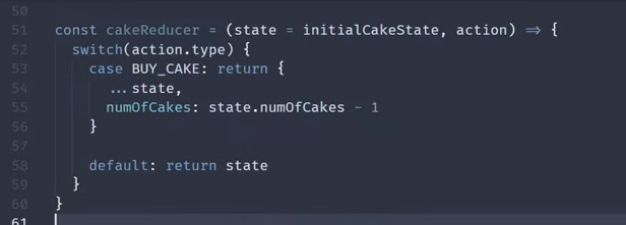 50
51 const cakeReducer = (state = initialCakeState, action) => {
52 switch(action.type) {
53 case BUY_CAKE: return {
54 ...state,
55 numOfCakes: state.numOfCakes - 1
56 }
57
58 default: return state
59 }
60 }
61